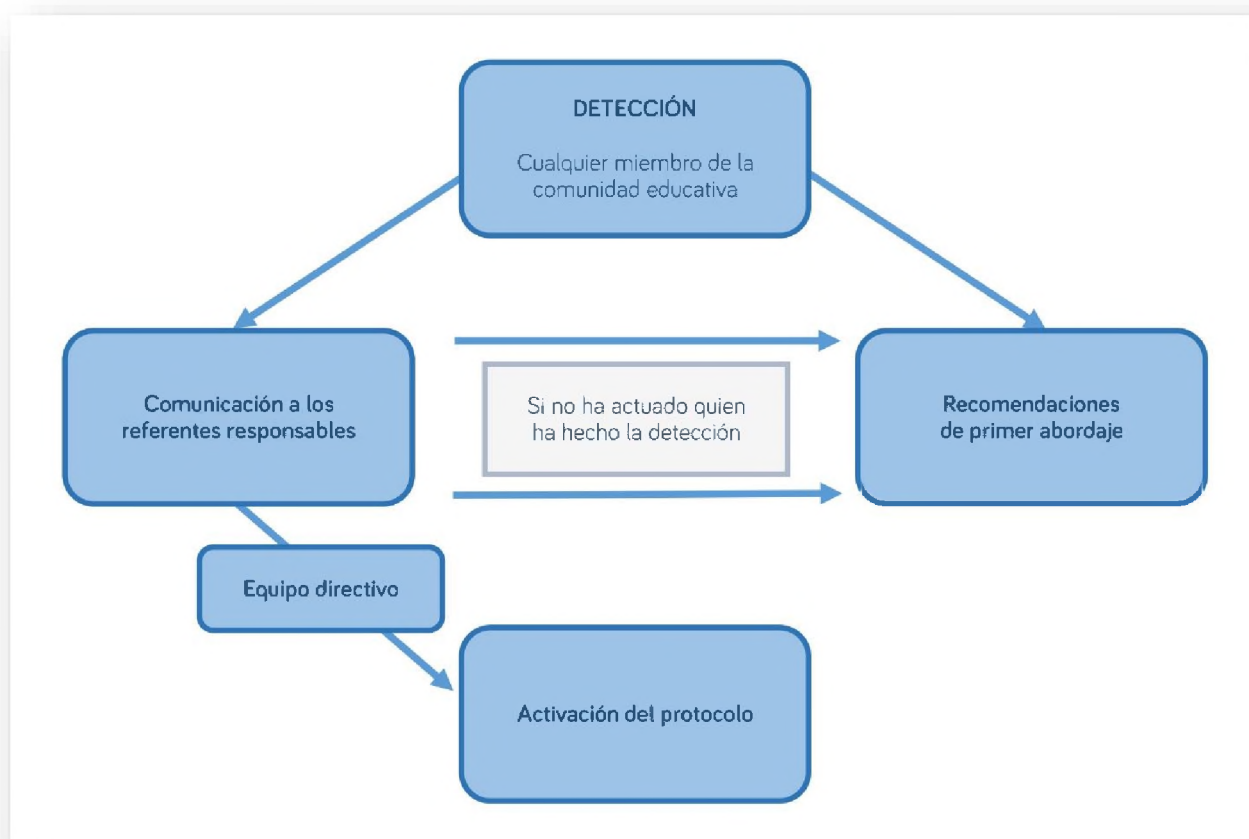 DETECCIÓN
Cualquier miembro de la
comunidad educativa
Comunicación a los
referentes responsables
Si no ha actuado quien
ha hecho la detección
Recomendaciones
de primer abordaje
Equipo directivo
Activación del protocolo